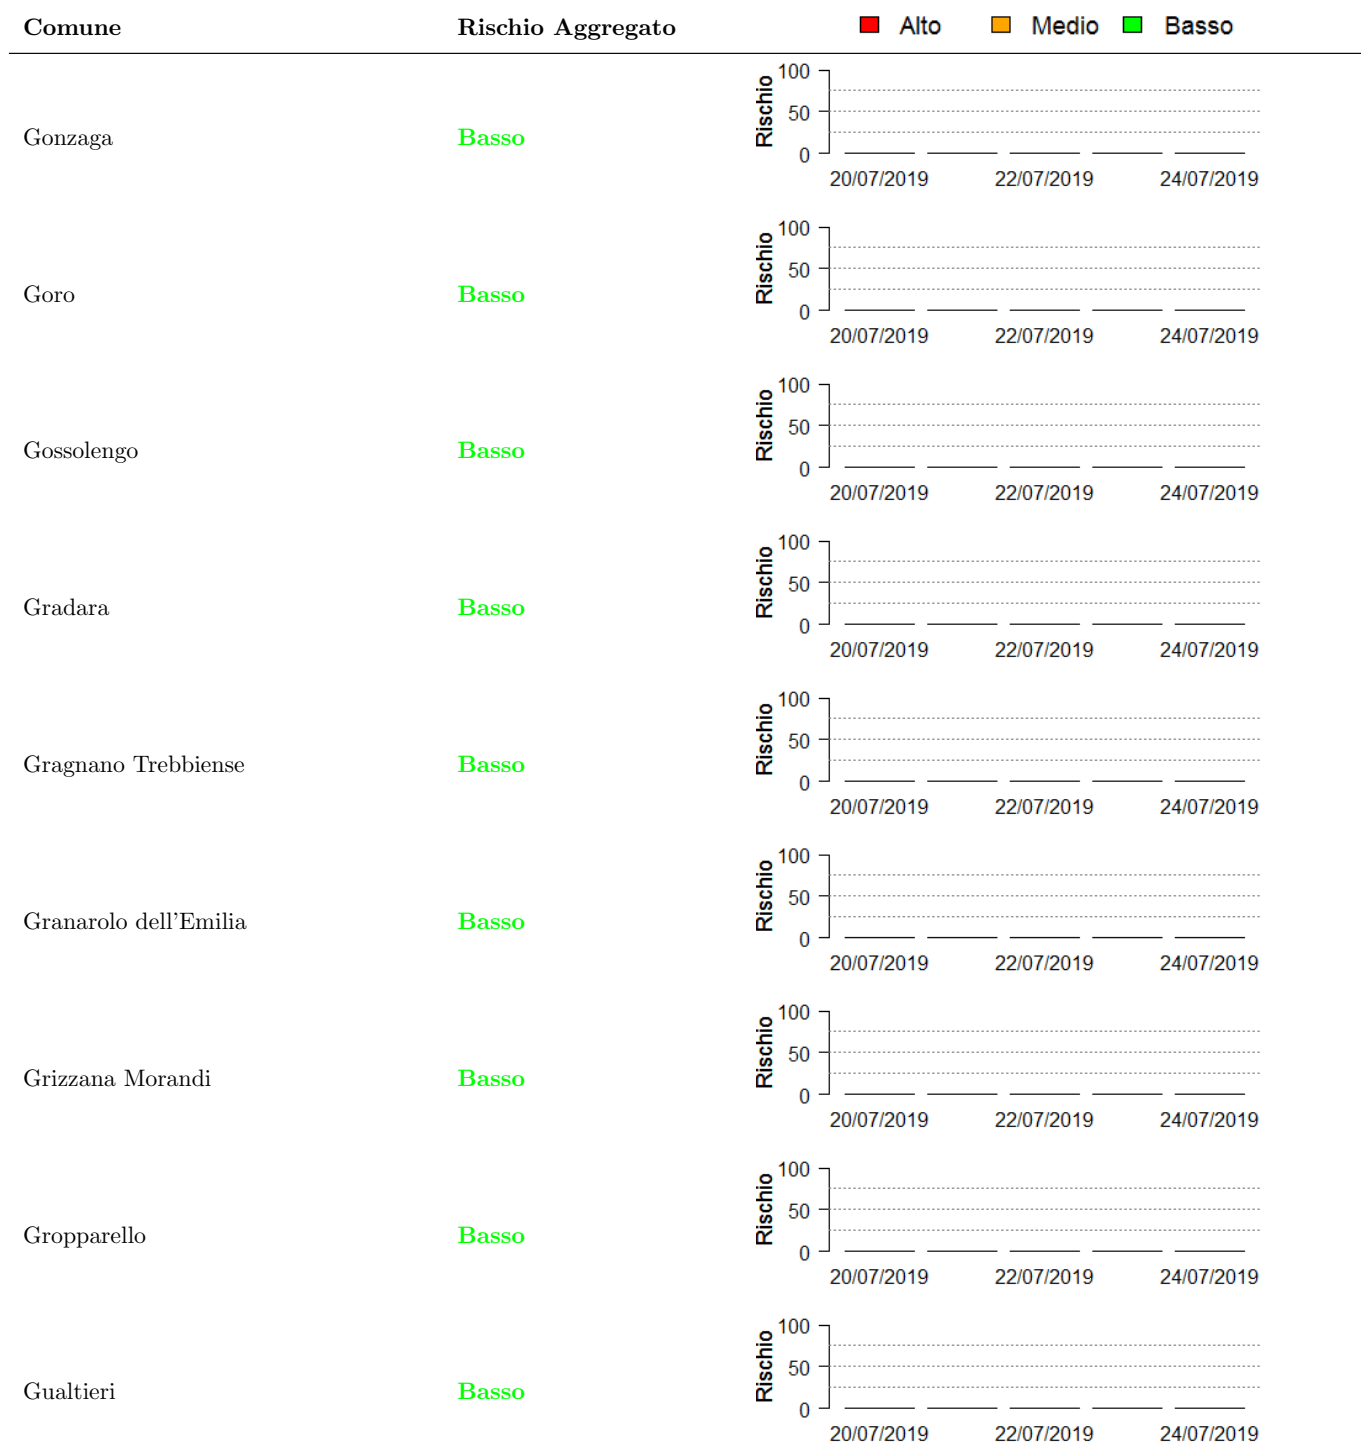 Comune Rischio Aggregato Alto Medio Basso
100
50
0
Rischio
Gonzaga Basso
20/07/2019 22/07/2019 24/07/2019
100
50
0
Rischio
Goro Basso
20/07/2019 22/07/2019 24/07/2019
100
50
0
Rischio
Gossolengo Basso
20/07/2019 22/07/2019 24/07/2019
100
50
0
Rischio
Gradara Basso
20/07/2019 22/07/2019 24/07/2019
100
50
0
Rischio
Gragnano Trebbiense Basso
20/07/2019 22/07/2019 24/07/2019
100
50
0
Rischio
Granarolo dell'Emilia Basso
20/07/2019 22/07/2019 24/07/2019
100
50
0
Rischio
Grizzana Morandi Basso
20/07/2019 22/07/2019 24/07/2019
100
50
0
Rischio
Gropparello Basso
20/07/2019 22/07/2019 24/07/2019
100
50
0
Rischio
Gualtieri Basso
20/07/2019 22/07/2019 24/07/2019